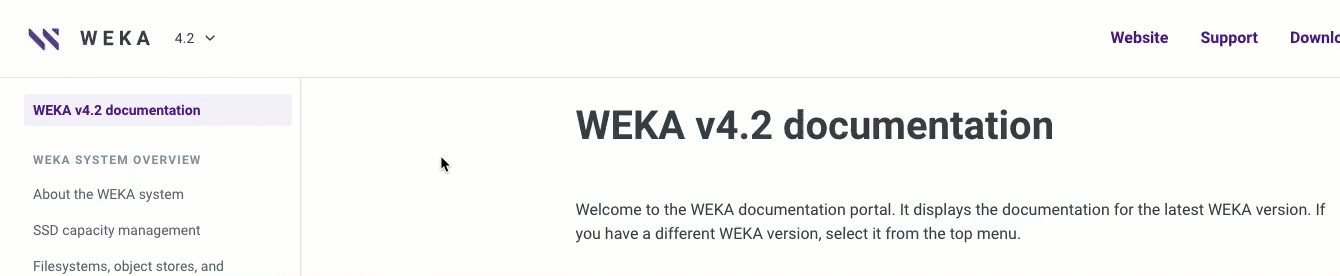 WEKA
4.2
Website
Support
WEKA v4.2 documentation
WEKA SYSTEM OVERVIEW
About the WEKA system
SSD capacity management
Filesystems, object stores, and
WEKA v4.2 documentation
Welcome to the WEKA documentation portal. It displays the documentation for the latest WEKA version. If
you have a different WEKA version, select it from the top menu.